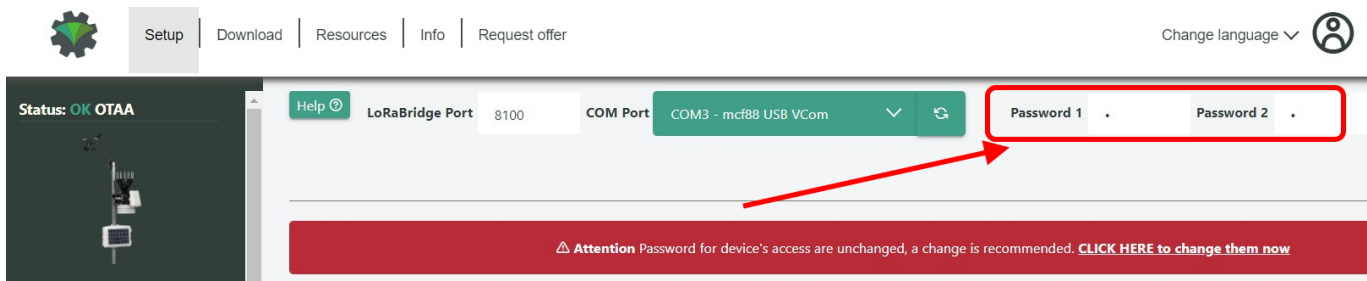 Setup Download Resources Info Request offer Change language
Status: OK OTAA
Help LoRaBridge Port 8100 COM Port COM3 - mcf88 USB VCom Password 1 . Password 2 .
Attention Password for device's access are unchanged, a change is recommended. CLICK HERE to change them now